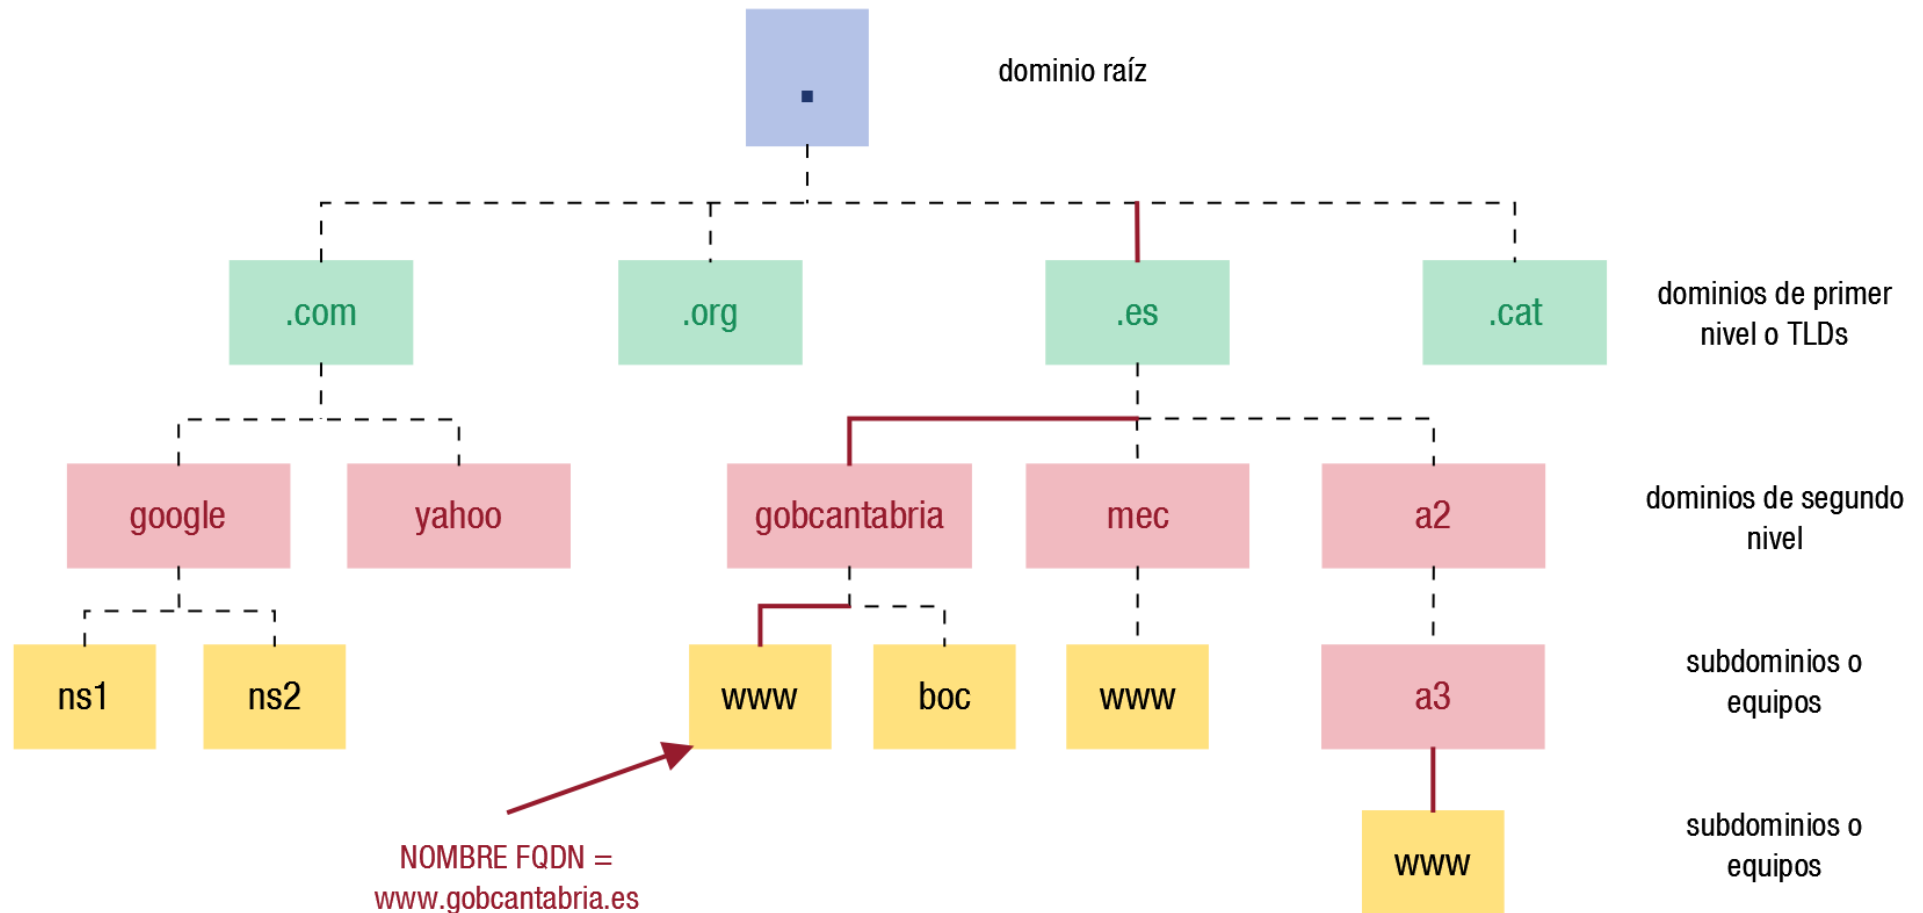 .
dominio raíz
.com
.org
.es
.cat
dominios de primer
nivel o TLDs
google
yahoo
gobcantabria
mec
a2
dominios de segundo
nivel
ns1
ns2
www
boc
www
a3
subdominios o
equipos
NOMBRE FQDN =
www.gobcantabria.es
www
subdominios o
equipos